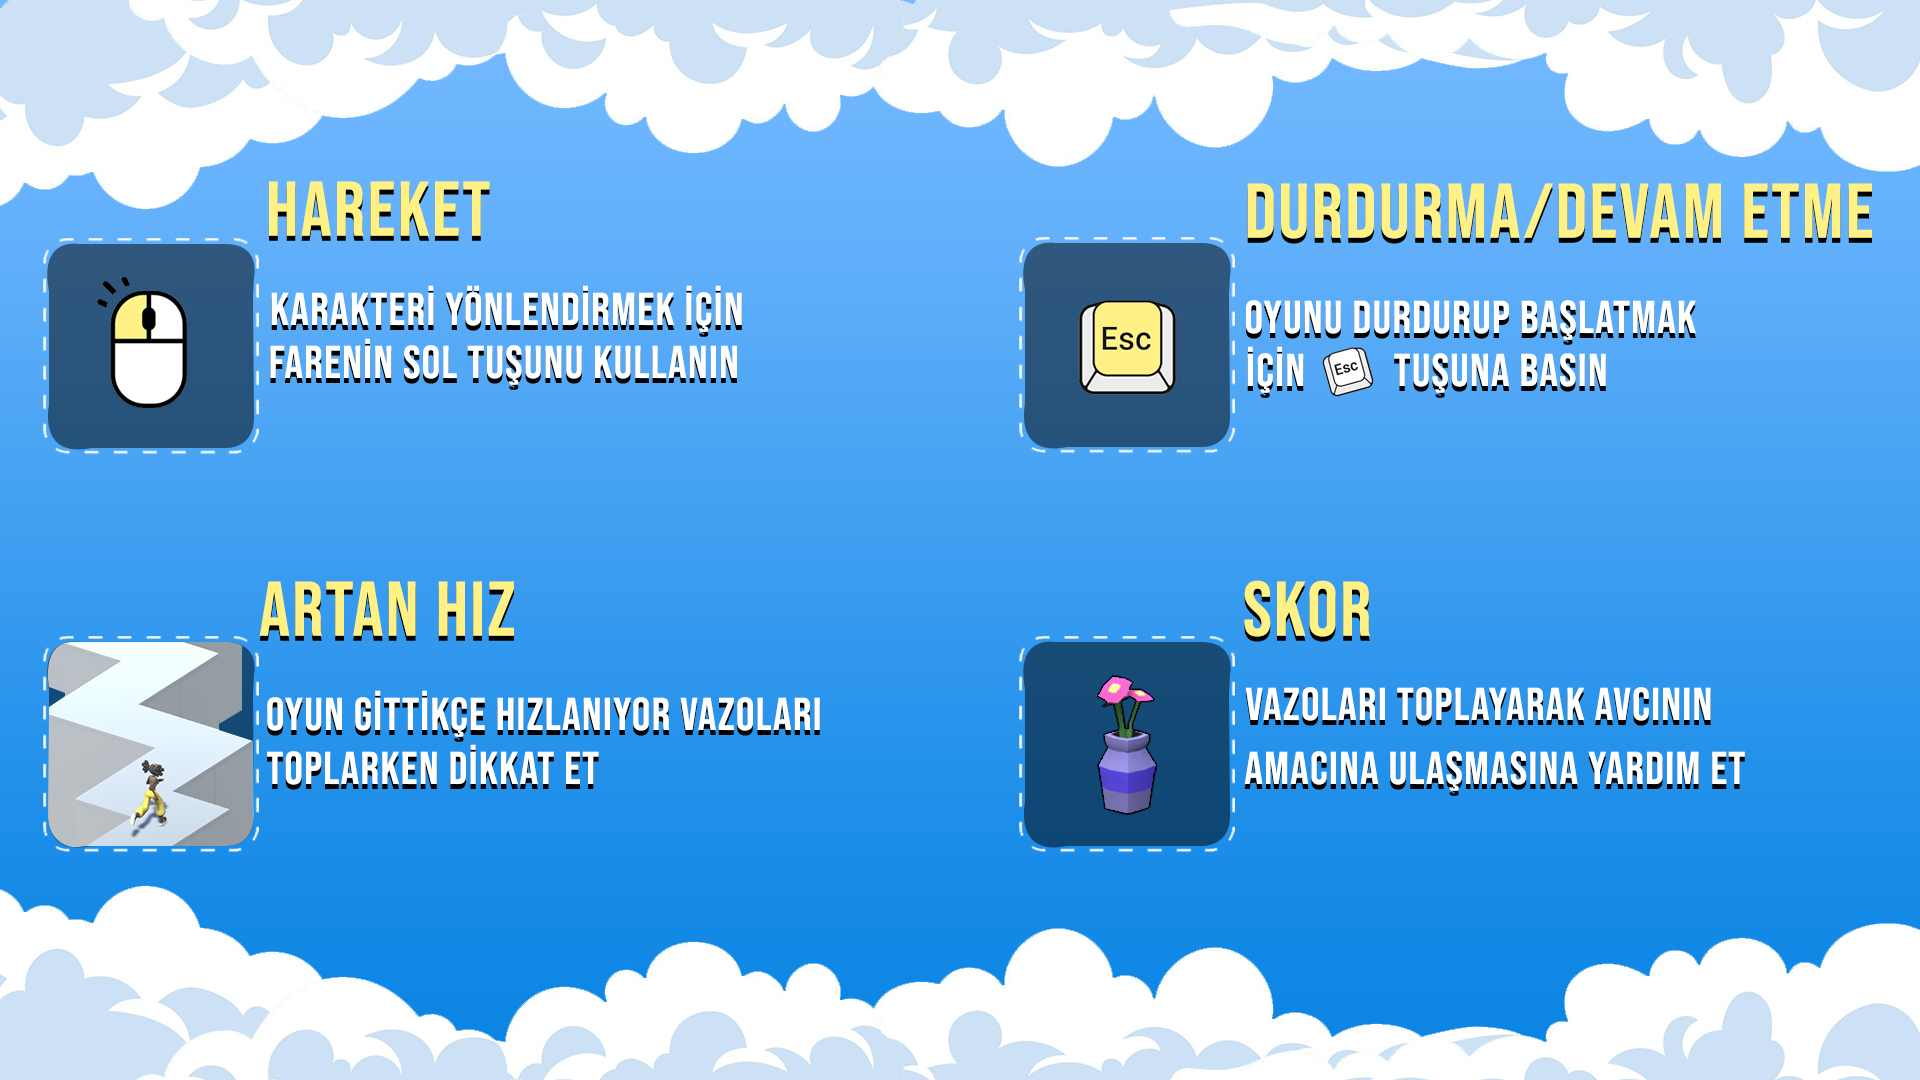 HAREKET
KARAKTERİ YÖNLENDİRMEK İÇİN
FARENİN SOL TUŞUNU KULLANIN
DURDURMA/DEVAM ETME
Esc
OYUNU DURDURUP BAŞLATMAK
İÇİN Esc TUŞUNA BASIN
ARTAN HIZ
OYUN GİTTİKÇE HIZLANIYOR VAZOLARI
TOPLARKEN DİKKAT ET
SKOR
VAZOLARI TOPLAYARAK AVCININ
AMACINA ULAŞMASINA YARDIM ET